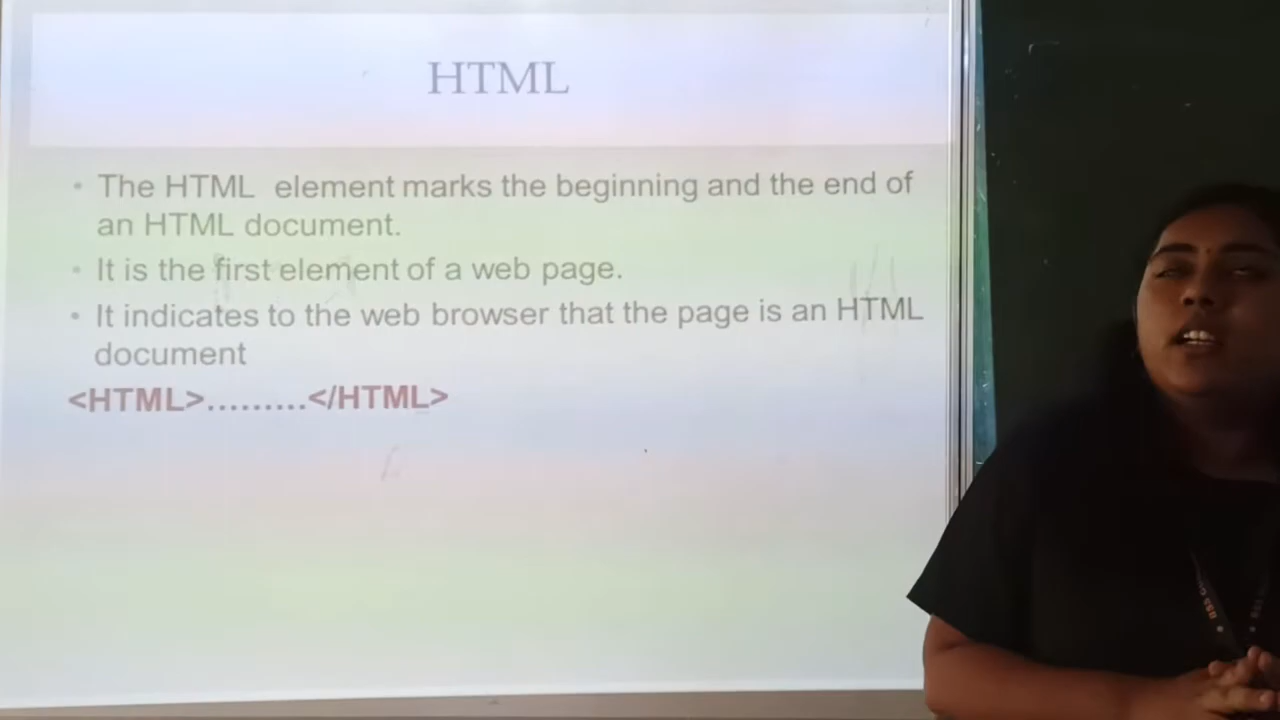 HTML
• The HTML element marks the beginning and the end of
an HTML document.
• It is the first element of a web page.
• It indicates to the web browser that the page is an HTML
document
<HTML>.........</HTML>